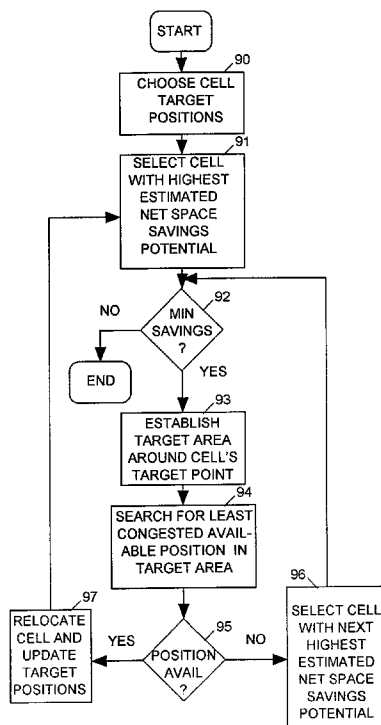 START
90
CHOOSE CELL
TARGET
POSITIONS
91
SELECT CELL
WITH HIGHEST
ESTIMATED
NET SPACE
SAVINGS
POTENTIAL
92
NO
MIN
SAVINGS
?
END
YES
93
ESTABLISH
TARGET AREA
AROUND CELL'S
TARGET POINT
94
SEARCH FOR LEAST
CONGESTED AVAIL-
ABLE POSITION IN
TARGET AREA
97
RELOCATE
CELL AND
UPDATE
TARGET
POSITIONS
YES
95
POSITION
AVAIL
?
NO
96
SELECT CELL
WITH NEXT
HIGHEST
ESTIMATED
NET SPACE
SAVINGS
POTENTIAL